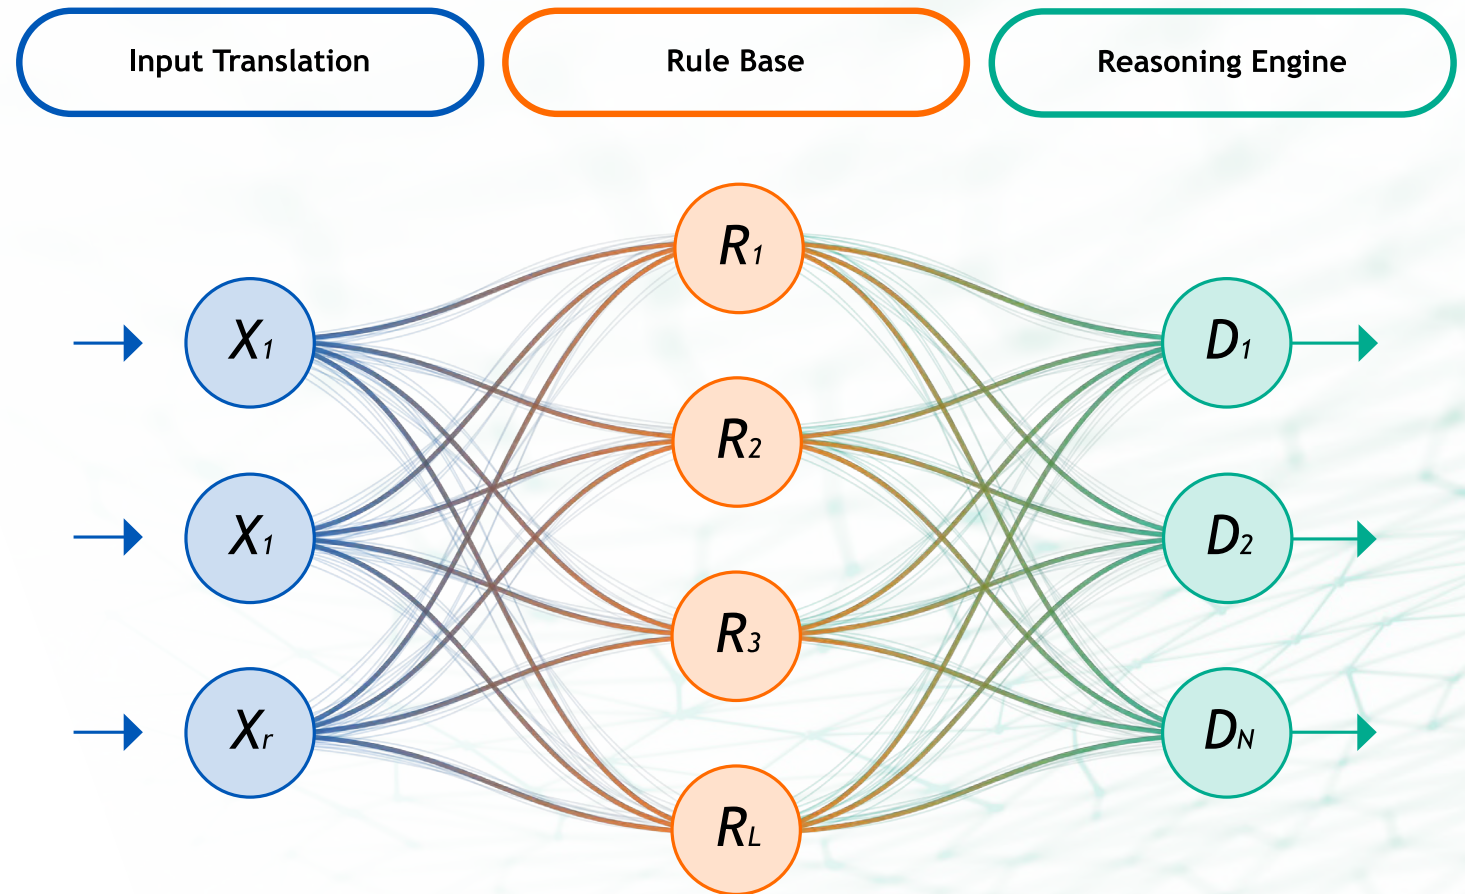 Input Translation
Rule Base
Reasoning Engine
R1
X1
D1
R2
X1
D2
R3
Xr
DN
RL